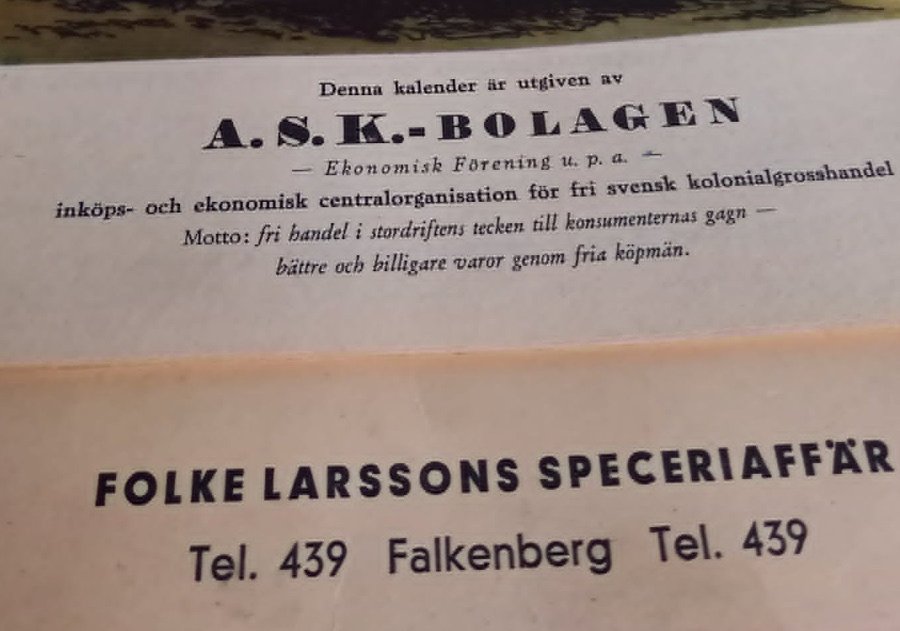 Denna kalender är utgiven av
A. S. K.-BOLAGEN
— Ekonomisk Förening u. p. a. —
inköps- och ekonomisk centralorganisation för fri svensk kolonialgrosshandel
Motto: fri handel i stordriftens tecken till konsumenternas gagn —
bättre och billigare varor genom fria köpmän.
FOLKE LARSSONS SPECERIAFFÄR
Tel. 439 Falkenberg Tel. 439